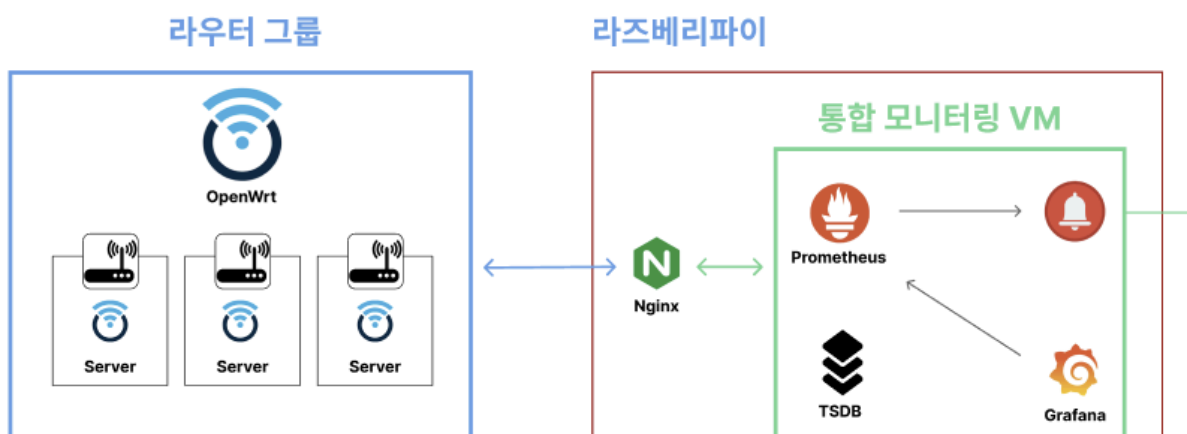 라우터 그룹
라즈베리파이
통합 모니터링 VM
OpenWrt
Prometheus
Nginx
N
Server
Server
Server
TSDB
Grafana